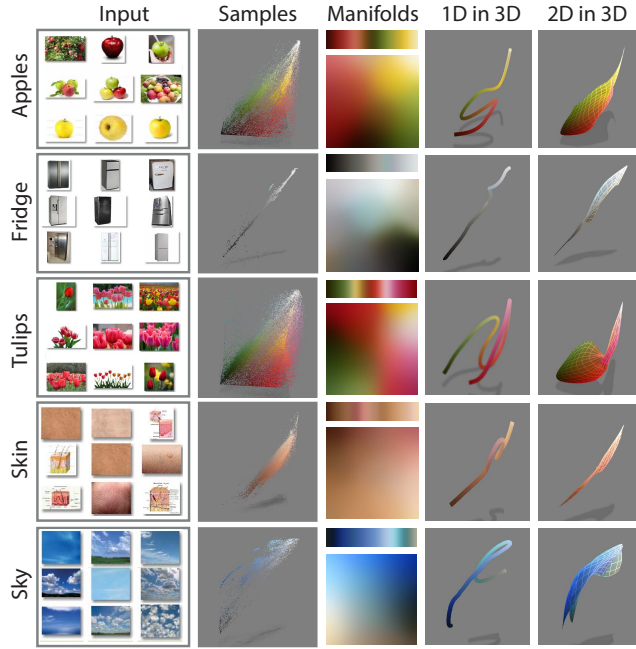 Input Samples Manifolds 1D in 3D 2D in 3D
Apples
Fridge
Tulips
Skin
Sky